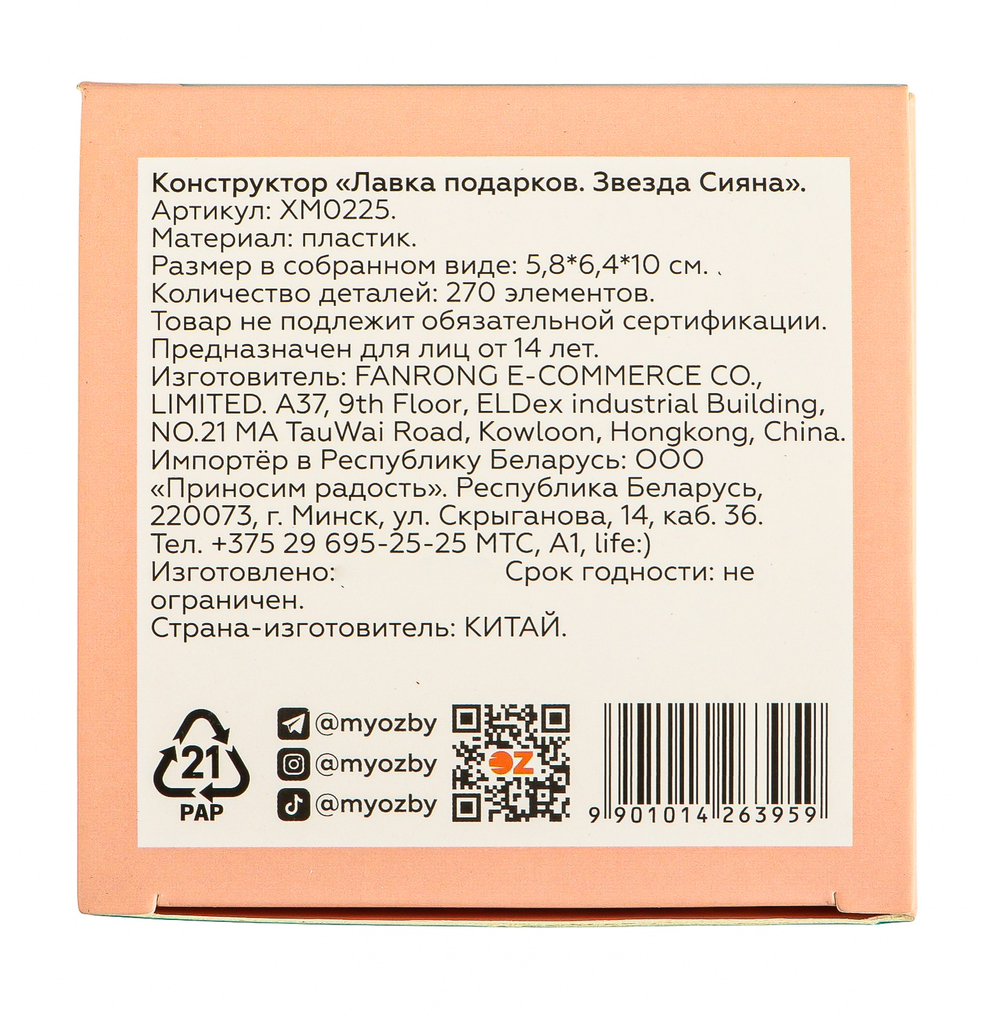 Конструктор «Лавка подарков. Звезда Сияна».
Артикул: XM0225.
Материал: пластик.
Размер в собранном виде: 5,8*6,4*10 см.
Количество деталей: 270 элементов.
Товар не подлежит обязательной сертификации.
Предназначен для лиц от 14 лет.
Изготовитель: FANRONG E-COMMERCE CO.,
LIMITED. A37, 9th Floor, ELDex industrial Building,
NO.21 MA TauWai Road, Kowloon, Hongkong, China.
Импортёр в Республику Беларусь: ООО
«Приносим радость». Республика Беларусь,
220073, г. Минск, ул. Скрыганова, 14, каб. 36.
Тел. +375 29 695-25-25 МТС, А1, life:)
Изготовлено: Срок годности: не
ограничен.
Страна-изготовитель: КИТАЙ.
21
PAP
@myozby
@myozby
@myozby
OZ
9 901014 263959